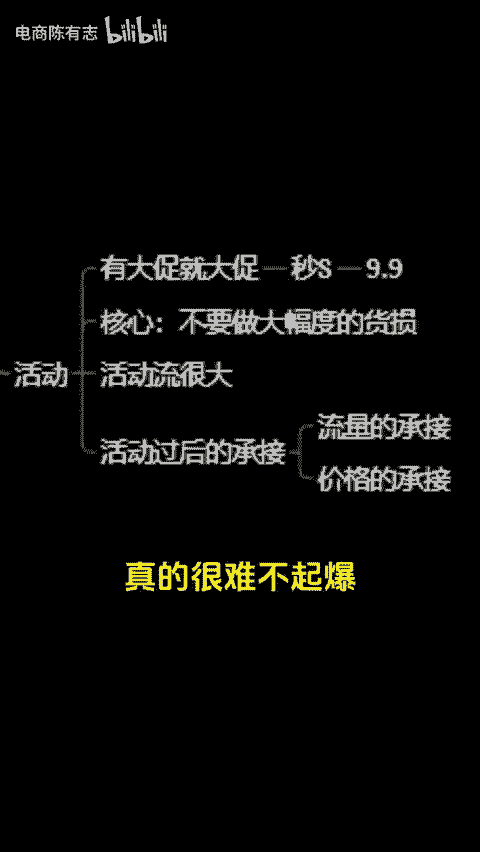 电商陈有志 bilibili
有大促就大促 秒S 9.9
核心：不要做大幅度的货损
活动 活动流很大
流量的承接
活动过后的承接
价格的承接
真的很难不起爆